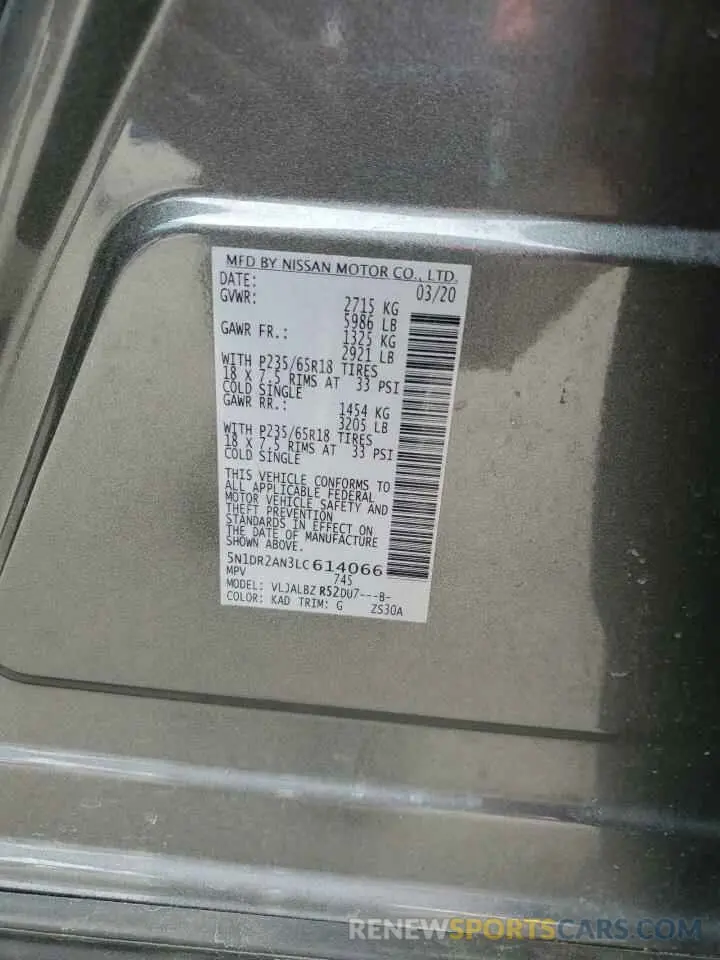 MFD BY NISSAN MOTOR CO., LTD.
DATE: 03/20
GVWR: 2715 KG
5986 LB
GAWR FR.: 1325 KG
2921 LB
WITH P235/65R18 TIRES
18 X 7.5 RIMS AT 33 PSI
COLD SINGLE
GAWR RR.: 1454 KG
3205 LB
WITH P235/65R18 TIRES
18 X 7.5 RIMS AT 33 PSI
COLD SINGLE
THIS VEHICLE CONFORMS TO
ALL APPLICABLE FEDERAL
MOTOR VEHICLE SAFETY AND
THEFT PREVENTION
STANDARDS IN EFFECT ON
THE DATE OF MANUFACTURE
SHOWN ABOVE.
5N1DR2AN3LC614066
MPV 745
MODEL: VLJALBZ R52DU7---B-
COLOR: KAD TRIM: G ZS30A
RENEWSPORTSCARS.COM